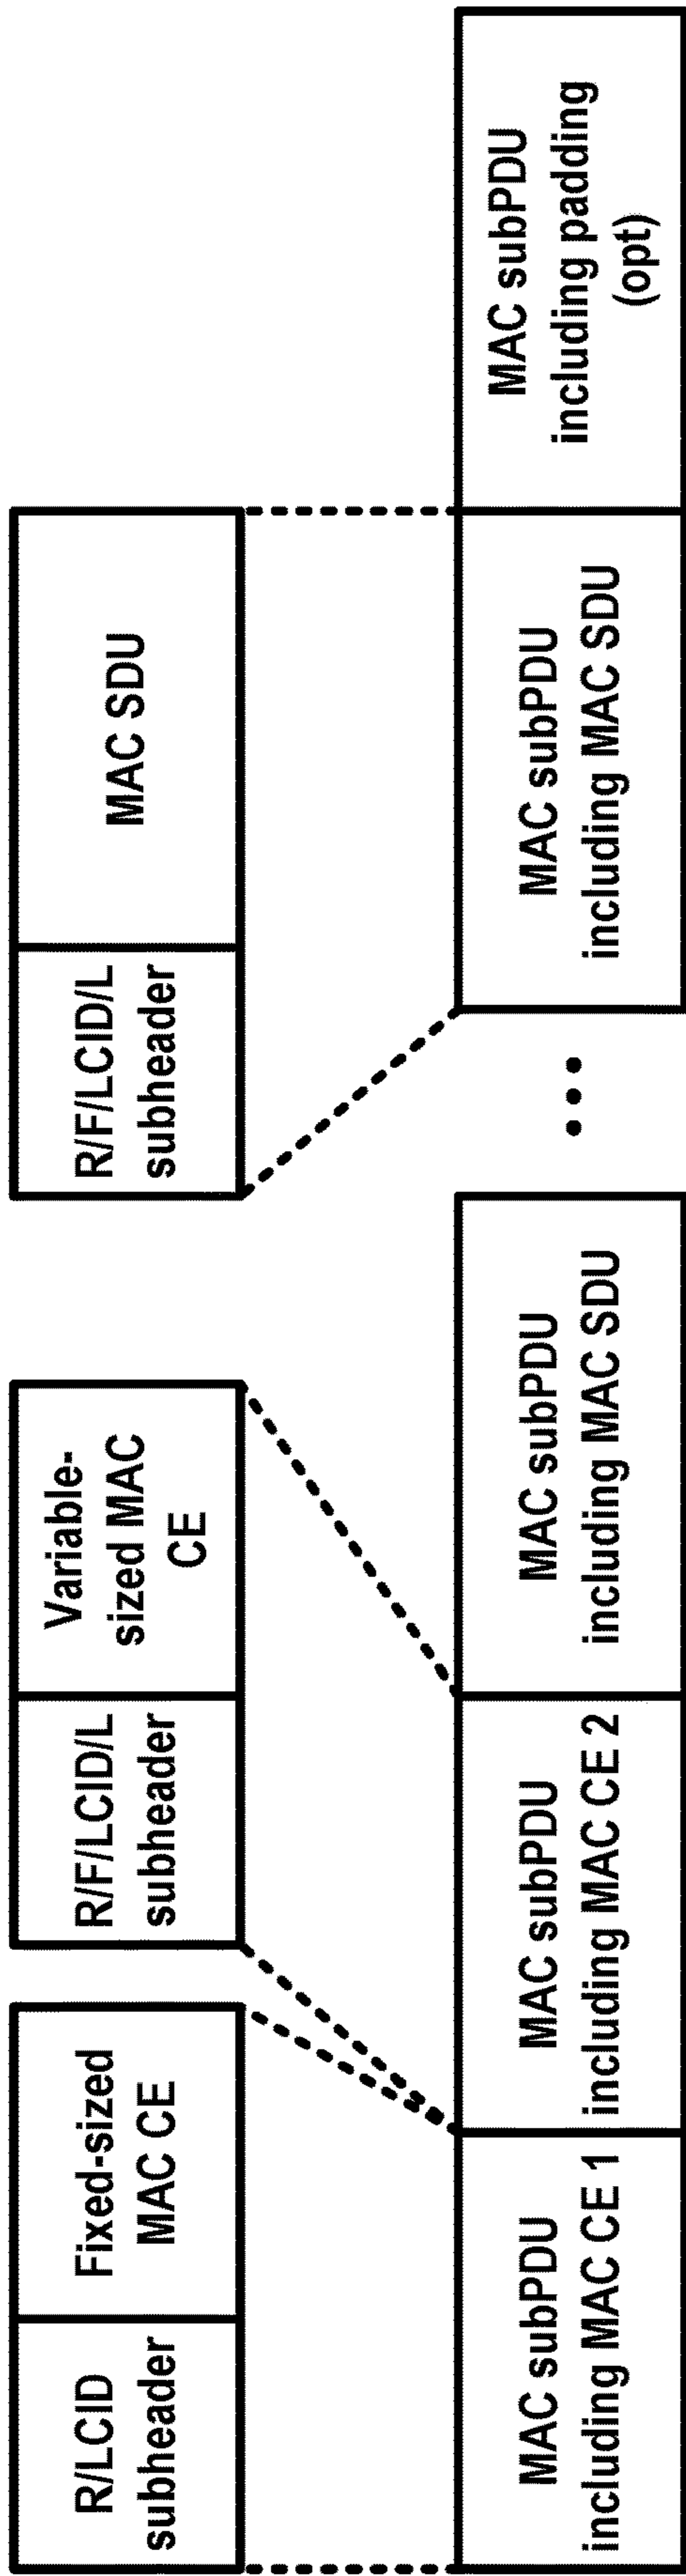 R/LCID
subheader
Fixed-sized
MAC CE
R/F/LCID/L
subheader
Variable-
sized MAC
CE
R/F/LCID/L
subheader
MAC SDU
MAC subPDU
including MAC CE 1
MAC subPDU
including MAC CE 2
MAC subPDU
including MAC SDU
...
MAC subPDU
including MAC SDU
MAC subPDU
including padding
(opt)